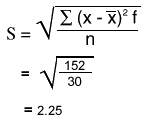 S = √(∑ (x - x̅)² f / n)
= √(152 / 30)
= 2.25